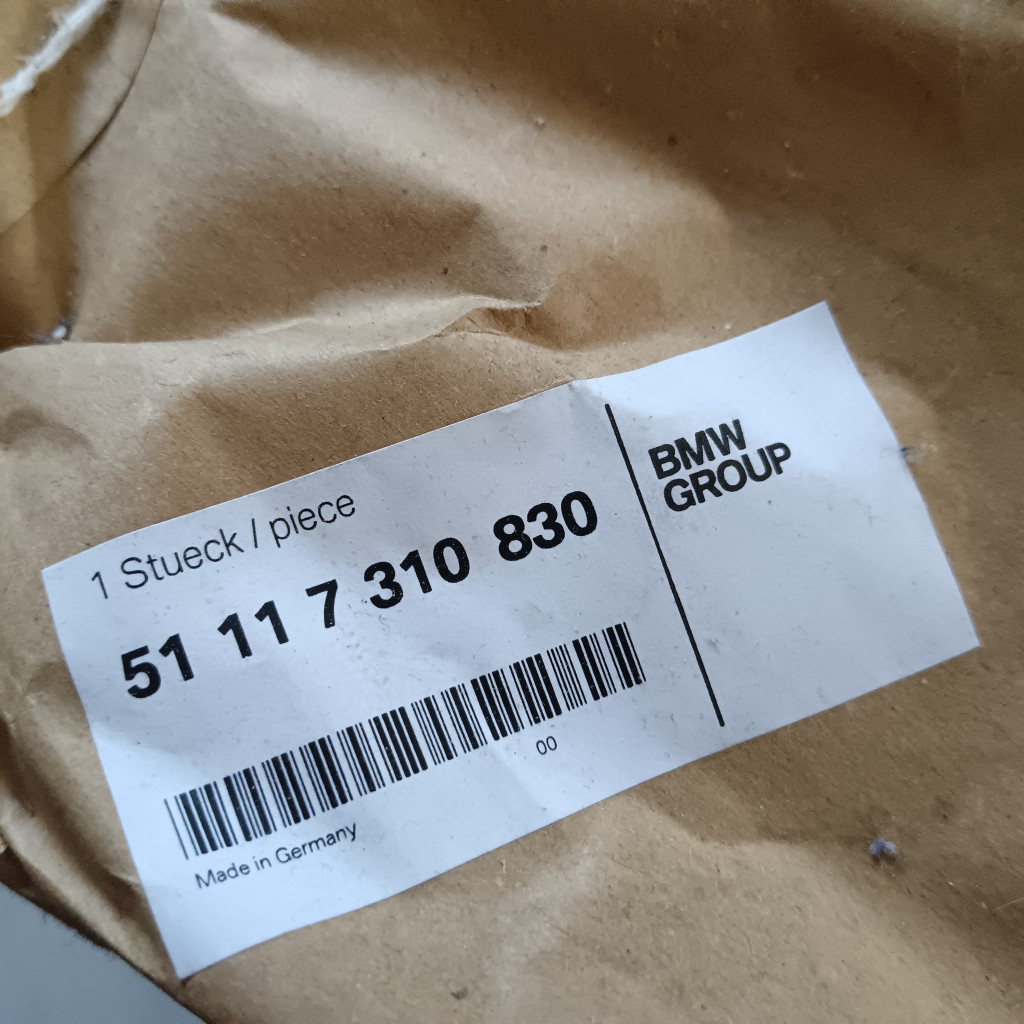 1 Stueck / piece
51 11 7 310 830
00
Made in Germany
BMW
GROUP